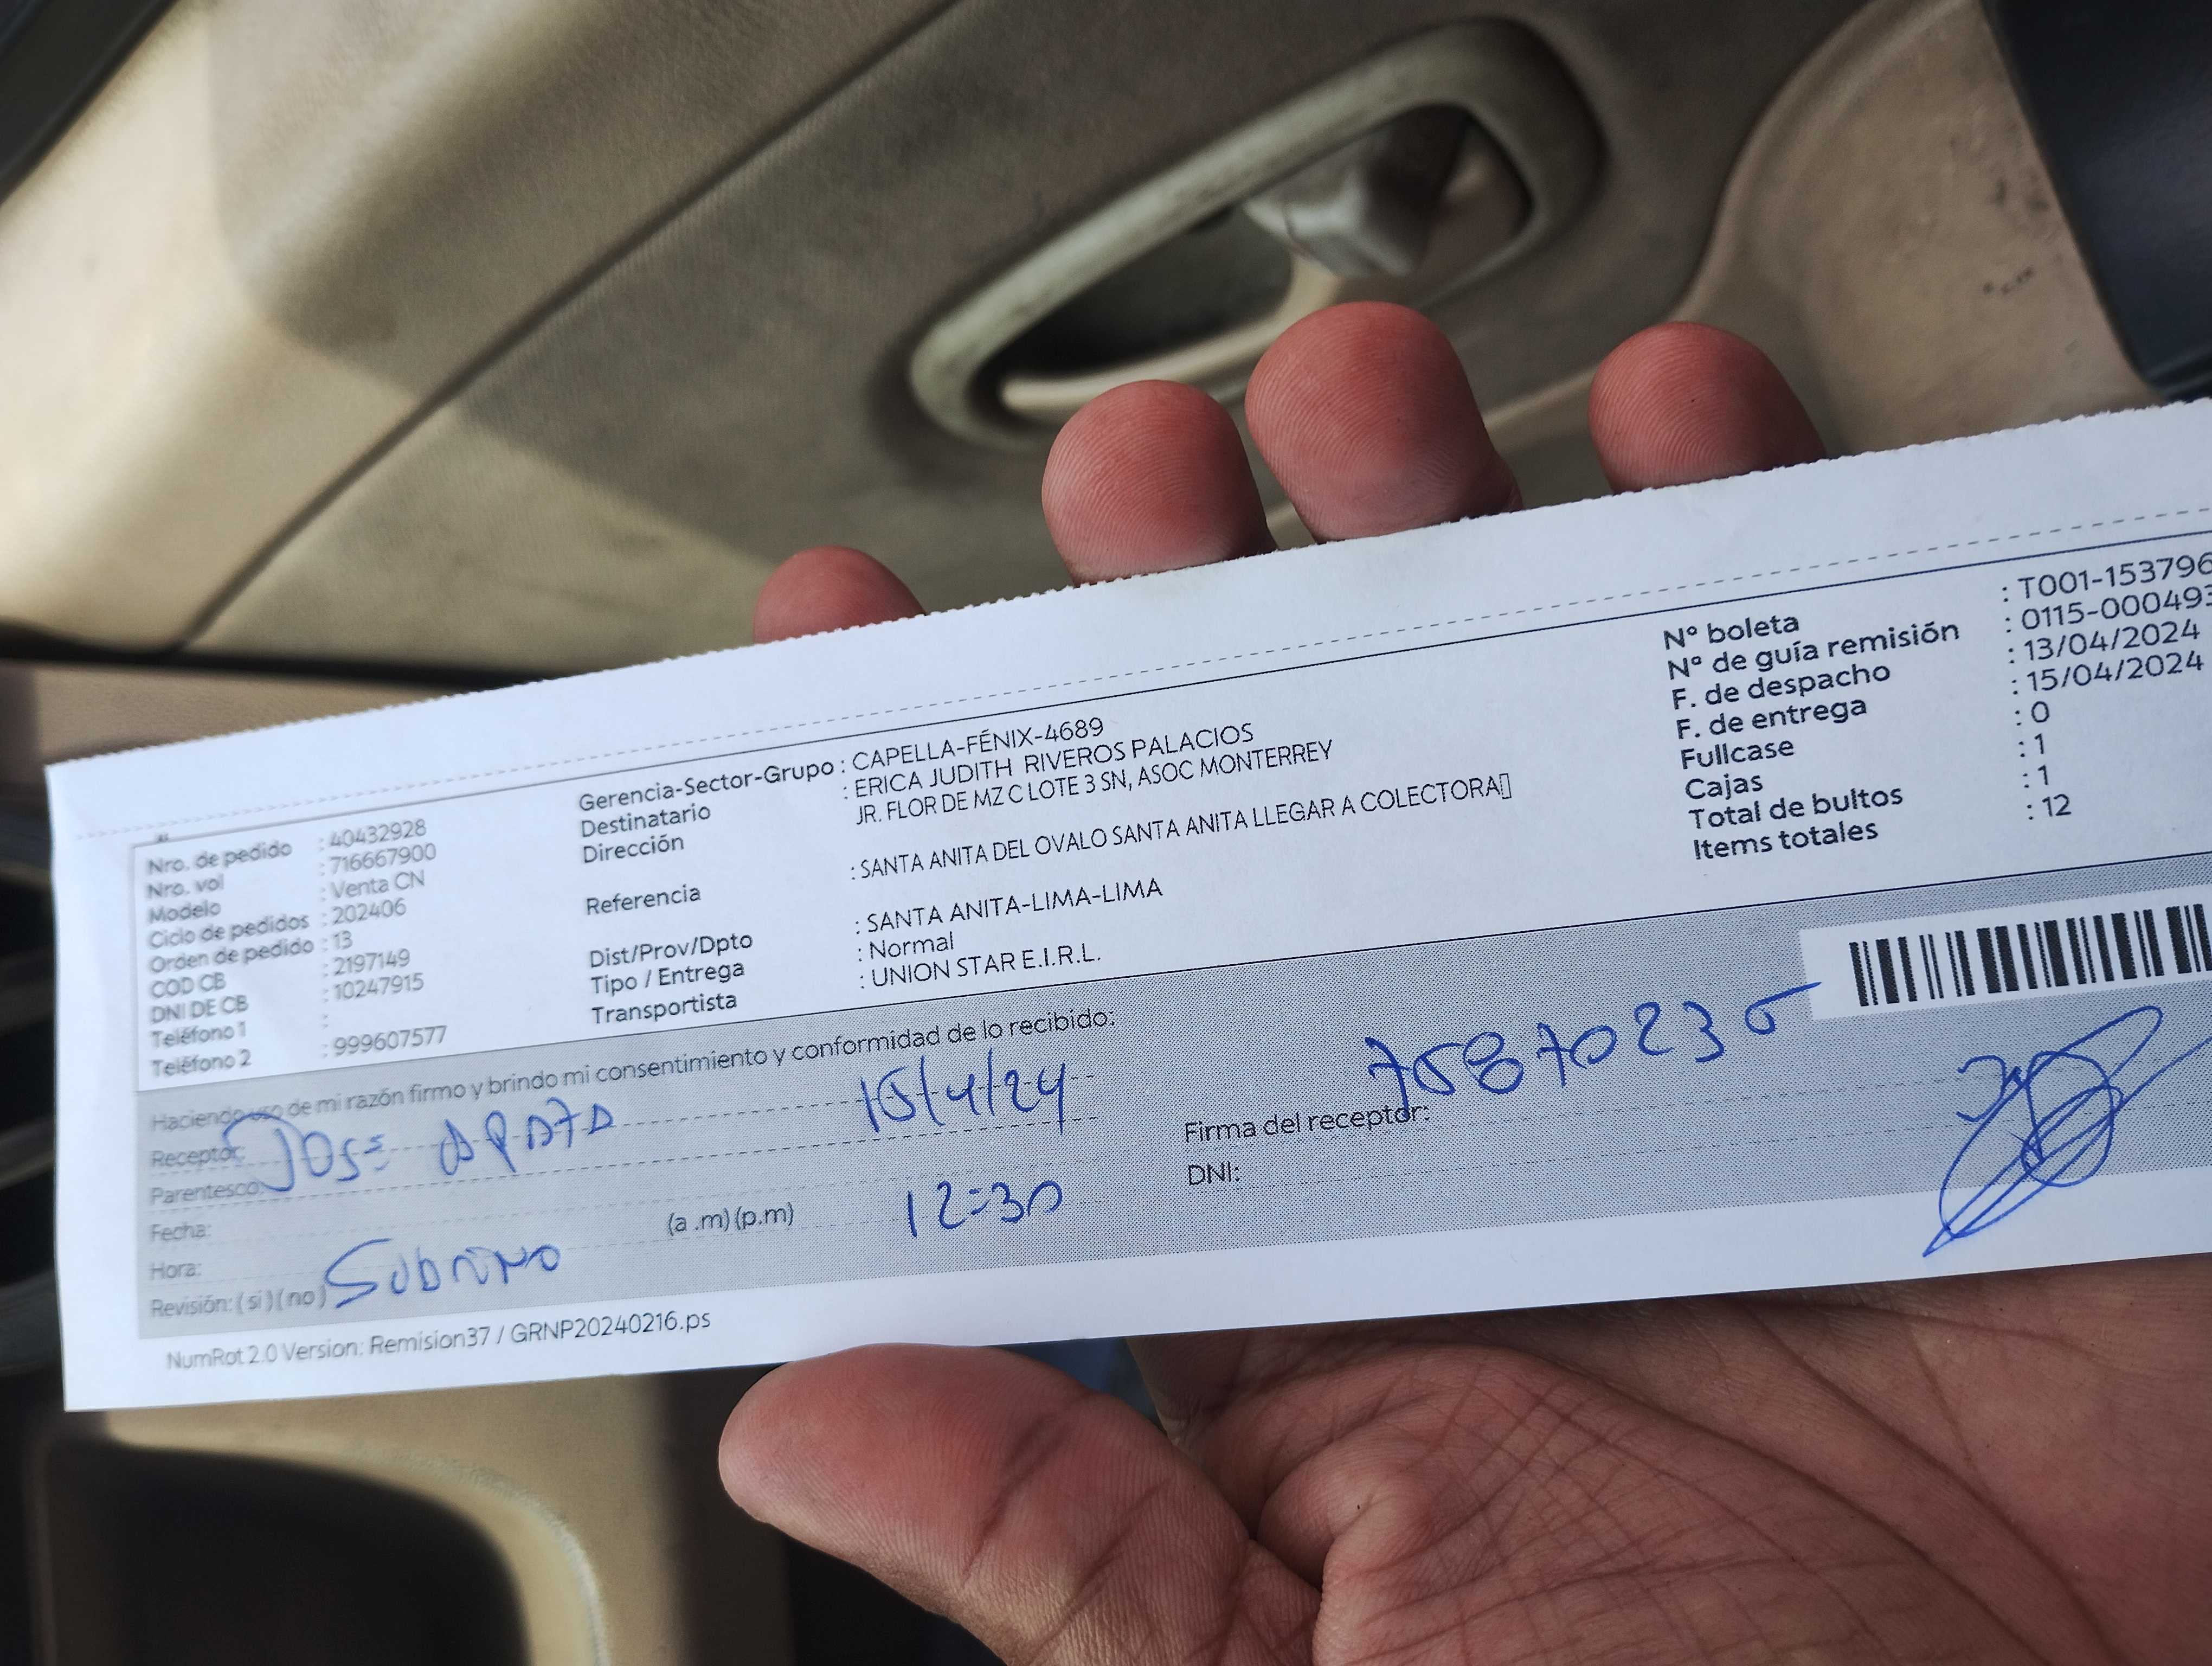 Nro. de pedido : 40432928
Nro. vol : 716667900
Modelo : Venta CN
Ciclo de pedidos : 202406
Orden de pedido : 13
COD CB : 2197149
DNI DE CB : 10247915
Teléfono 1 :
Teléfono 2 : 999607577
Gerencia-Sector-Grupo : CAPELLA-FÉNIX-4689
Destinatario : ERICA JUDITH RIVEROS PALACIOS
Dirección JR. FLOR DE MZ C LOTE 3 SN, ASOC MONTERREY
Referencia : SANTA ANITA DEL OVALO SANTA ANITA LLEGAR A COLECTORA
Dist/Prov/Dpto : SANTA ANITA-LIMA-LIMA
Tipo / Entrega : Normal
Transportista : UNION STAR E.I.R.L.
N° boleta : T001-153796
N° de guía remisión : 0115-000493
F. de despacho : 13/04/2024
F. de entrega : 15/04/2024
Fullcase : 0
Cajas : 1
Total de bultos : 1
Items totales : 12
Haciendo uso de mi razón firmo y brindo mi consentimiento y conformidad de lo recibido:
Receptor: Jose
15/4/24
Parentesco:
Fecha:
Hora: (a .m) (p.m) 12:30
Revisión: ( si ) ( no ) Sobrino
75870235
Firma del receptor:
DNI:
NumRot 2.0 Version: Remision37 / GRNP20240216.ps